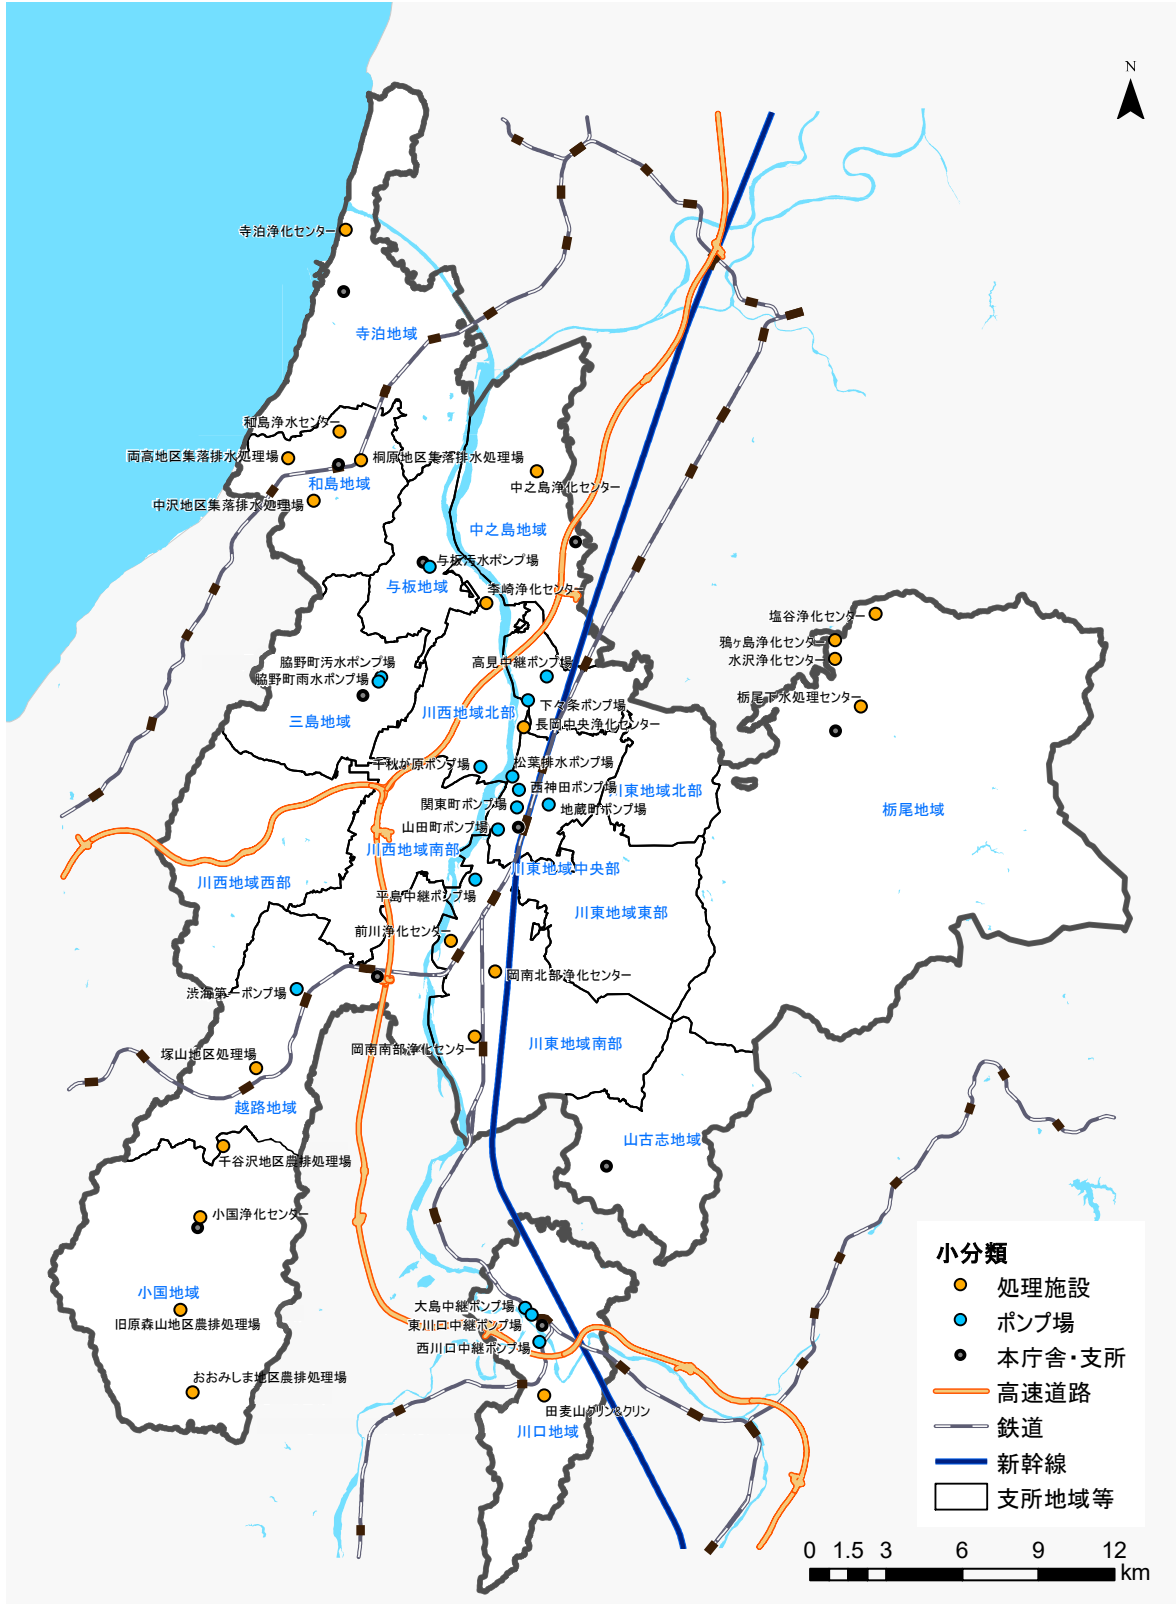 N
寺泊浄化センター
寺泊地域
和島浄水センター
両高地区集落排水処理場
桐原地区集落排水処理場
和島地域
中沢地区集落排水処理場
中之島浄化センター
中之島地域
与板汚水ポンプ場
与板地域
李崎浄化センター
塩谷浄化センター
鴉ヶ島浄化センター
水沢浄化センター
栃尾下水処理センター
脇野町汚水ポンプ場
脇野町雨水ポンプ場
高見中継ポンプ場
下々条ポンプ場
三島地域
川西地域北部
長岡中央浄化センター
千秋が原ポンプ場
松葉排水ポンプ場
西神田ポンプ場
川東地域北部
関東町ポンプ場
地蔵町ポンプ場
栃尾地域
山田町ポンプ場
川西地域南部
川東地域中央部
川西地域西部
平島中継ポンプ場
川東地域東部
前川浄化センター
岡南北部浄化センター
渋海第一ポンプ場
岡南南部浄化センター
川東地域南部
塚山地区処理場
越路地域
山古志地域
千谷沢地区農排処理場
小国浄化センター
小国地域
旧原森山地区農排処理場
大島中継ポンプ場
東川口中継ポンプ場
西川口中継ポンプ場
おおみしま地区農排処理場
田麦山クリン&クリン
川口地域
小分類
処理施設
ポンプ場
本庁舎・支所
高速道路
鉄道
新幹線
支所地域等
0 1.5 3 6 9 12
km